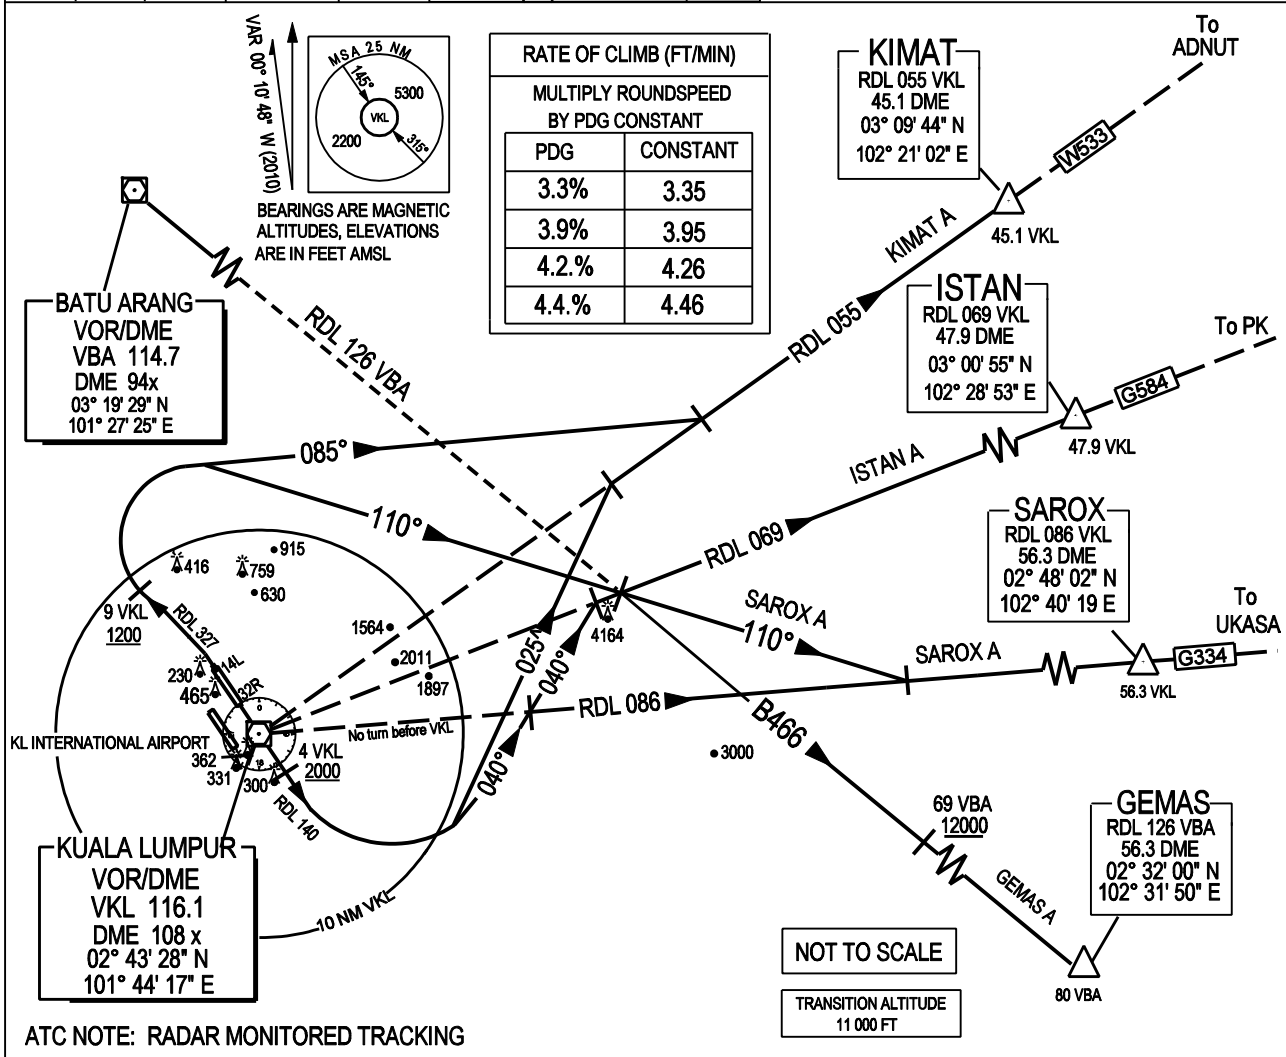 VAR 00° 10' 48" W (2010)
MSA 25 NM
145°
5300
VKL
2200
315°
BEARINGS ARE MAGNETIC
ALTITUDES, ELEVATIONS
ARE IN FEET AMSL
RATE OF CLIMB (FT/MIN)
MULTIPLY ROUNDSPEED
BY PDG CONSTANT
PDG CONSTANT
3.3% 3.35
3.9% 3.95
4.2.% 4.26
4.4.% 4.46
KIMAT
RDL 055 VKL
45.1 DME
03° 09' 44" N
102° 21' 02" E
To
ADNUT
W533
45.1 VKL
KIMAT A
RDL 055
ISTAN
RDL 069 VKL
47.9 DME
03° 00' 55" N
102° 28' 53" E
To PK
G584
47.9 VKL
ISTAN A
RDL 069
BATU ARANG
VOR/DME
VBA 114.7
DME 94x
03° 19' 29" N
101° 27' 25" E
RDL 126 VBA
085°
110°
SAROX
RDL 086 VKL
56.3 DME
02° 48' 02" N
102° 40' 19 E
To
UKASA
G334
56.3 VKL
SAROX A
110°
SAROX A
RDL 086
915
416
759
630
9 VKL
1200
RDL 327
1564
2011
1897
4164
025°
040°
040°
230
14L
465
32R
No turn before VKL
KL INTERNATIONAL AIRPORT
362
331
300
4 VKL
2000
RDL 140
10 NM VKL
3000
B466
69 VBA
12000
GEMAS A
80 VBA
GEMAS
RDL 126 VBA
56.3 DME
02° 32' 00" N
102° 31' 50" E
KUALA LUMPUR
VOR/DME
VKL 116.1
DME 108 x
02° 43' 28" N
101° 44' 17" E
NOT TO SCALE
TRANSITION ALTITUDE
11 000 FT
ATC NOTE: RADAR MONITORED TRACKING